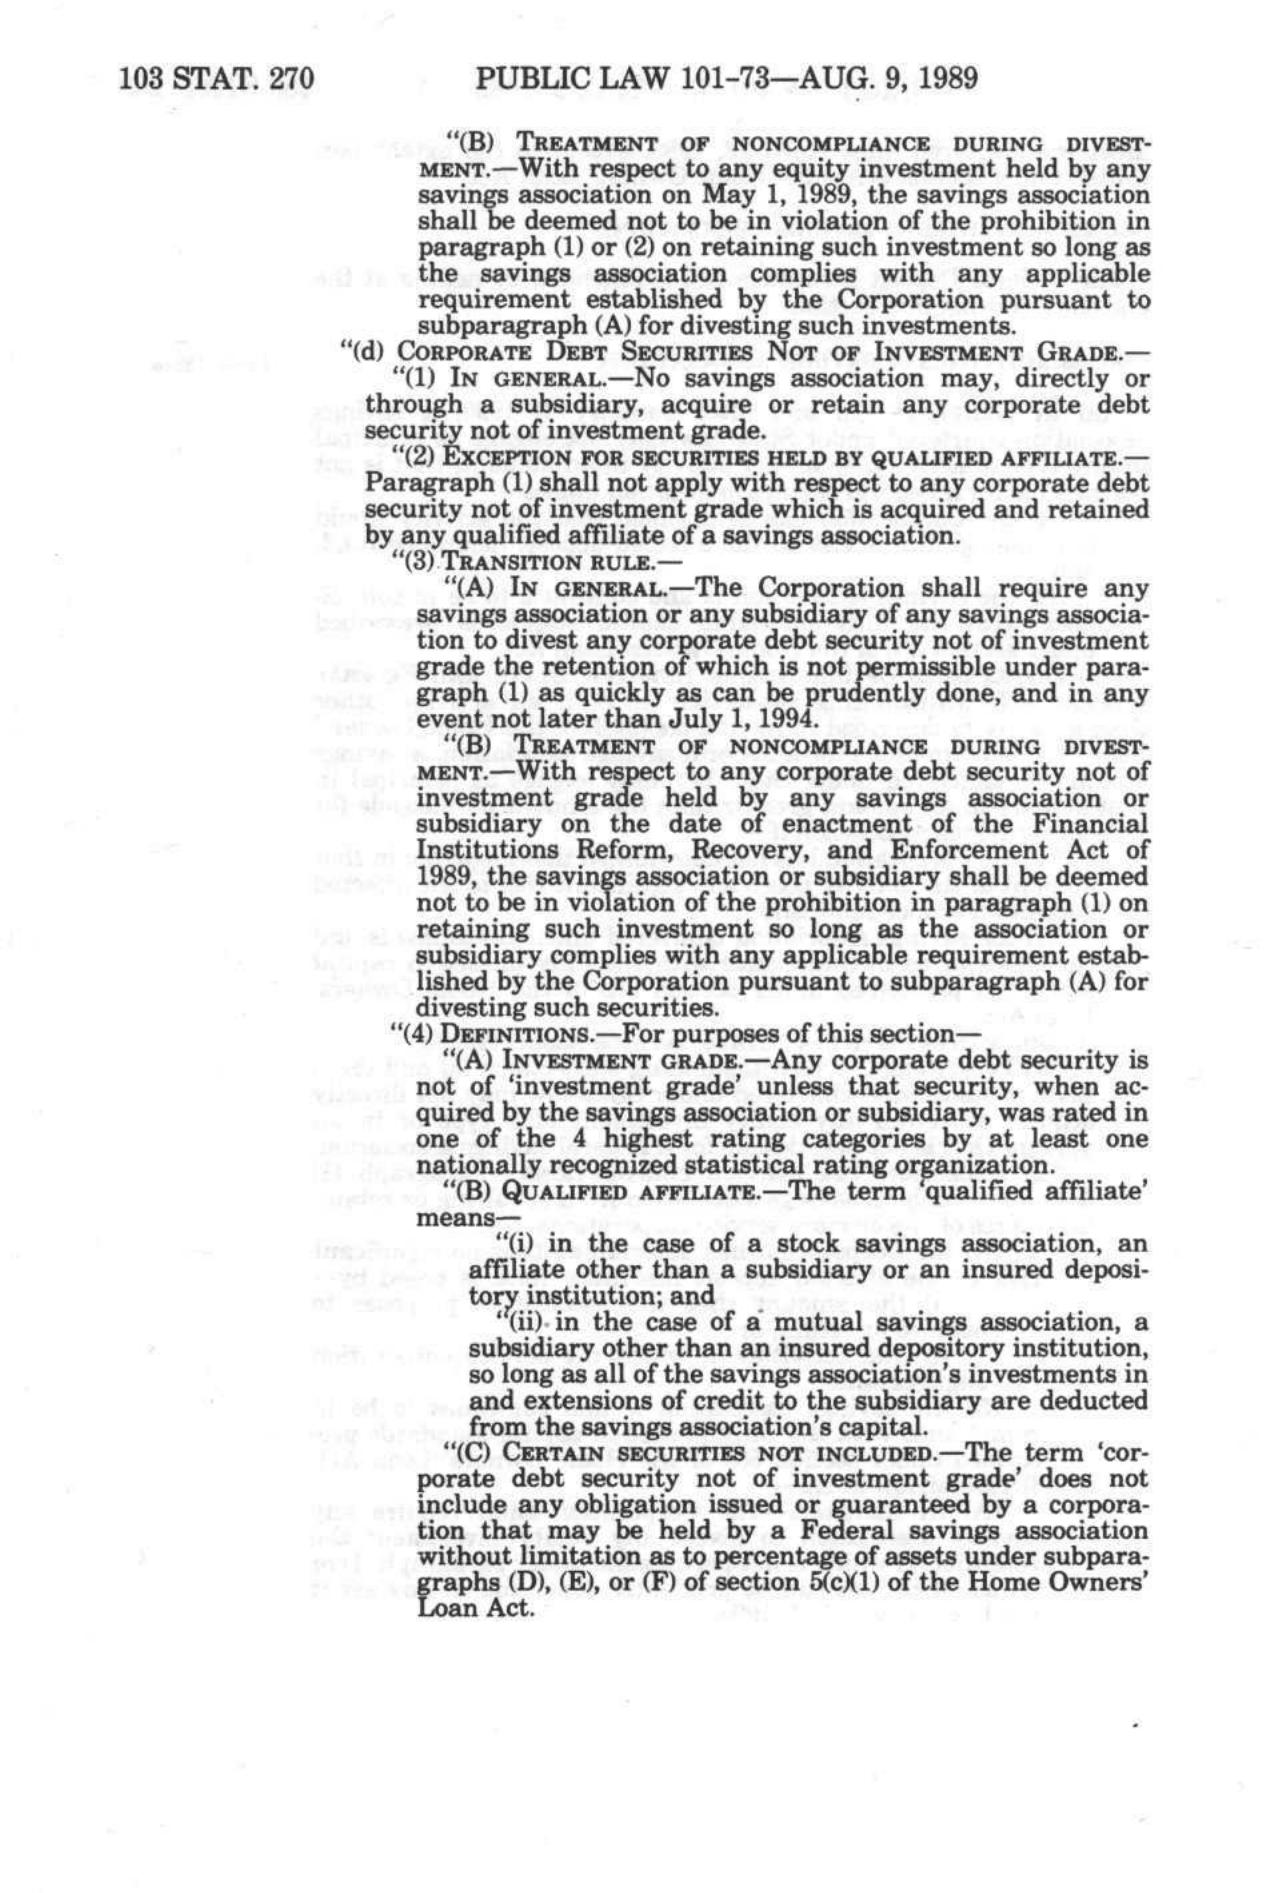 103 STAT. 270 PUBLIC LAW 101-73—AUG. 9, 1989
"(B) TREATMENT OF NONCOMPLIANCE DURING DIVEST-
MENT.—With respect to any equity investment held by any
savings association on May 1, 1989, the savings association
shall be deemed not to be in violation of the prohibition in
paragraph (1) or (2) on retaining such investment so long as
the savings association complies with any applicable
requirement established by the Corporation pursuant to
subparagraph (A) for divesting such investments.
"(d) CORPORATE DEBT SECURITIES NOT OF INVESTMENT GRADE.—
"(1) IN GENERAL.—No savings association may, directly or
through a subsidiary, acquire or retain any corporate debt
security not of investment grade.
"(2) EXCEPTION FOR SECURITIES HELD BY QUALIFIED AFFILIATE.—
Paragraph (1) shall not apply with respect to any corporate debt
security not of investment grade which is acquired and retained
by any qualified affiliate of a savings association.
"(3) TRANSITION RULE.—
"(A) IN GENERAL.—The Corporation shall require any
savings association or any subsidiary of any savings associa-
tion to divest any corporate debt security not of investment
grade the retention of which is not permissible under para-
graph (1) as quickly as can be prudently done, and in any
event not later than July 1, 1994.
"(B) TREATMENT OF NONCOMPLIANCE DURING DIVEST-
MENT.—With respect to any corporate debt security not of
investment grade held by any savings association or
subsidiary on the date of enactment of the Financial
Institutions Reform, Recovery, and Enforcement Act of
1989, the savings association or subsidiary shall be deemed
not to be in violation of the prohibition in paragraph (1) on
retaining such investment so long as the association or
subsidiary complies with any applicable requirement estab-
lished by the Corporation pursuant to subparagraph (A) for
divesting such securities.
"(4) DEFINITIONS.—For purposes of this section—
"(A) INVESTMENT GRADE.—Any corporate debt security is
not of 'investment grade' unless that security, when ac-
quired by the savings association or subsidiary, was rated in
one of the 4 highest rating categories by at least one
nationally recognized statistical rating organization.
"(B) QUALIFIED AFFILIATE.—The term 'qualified affiliate'
means—
"(i) in the case of a stock savings association, an
affiliate other than a subsidiary or an insured deposi-
tory institution; and
"(ii) in the case of a mutual savings association, a
subsidiary other than an insured depository institution,
so long as all of the savings association's investments in
and extensions of credit to the subsidiary are deducted
from the savings association's capital.
"(C) CERTAIN SECURITIES NOT INCLUDED.—The term 'cor-
porate debt security not of investment grade' does not
include any obligation issued or guaranteed by a corpora-
tion that may be held by a Federal savings association
without limitation as to percentage of assets under subpara-
graphs (D), (E), or (F) of section 5(c)(1) of the Home Owners'
Loan Act.